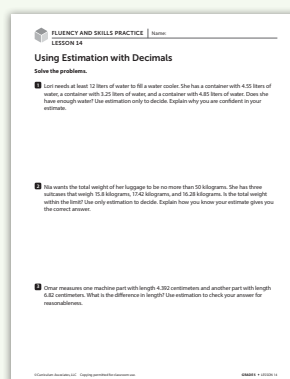 FLUENCY AND SKILLS PRACTICE Name:
LESSON 14
Using Estimation with Decimals
Solve the problems.
1 Lori needs at least 12 liters of water to fill a water cooler. She has a container with 4.55 liters of
water, a container with 3.25 liters of water, and a container with 4.85 liters of water. Does she
have enough water? Use estimation only to decide. Explain why you are confident in your
estimate.
2 Nia wants the total weight of her luggage to be no more than 50 kilograms. She has three
suitcases that weigh 15.8 kilograms, 17.42 kilograms, and 16.28 kilograms. Is the total weight
within the limit? Use only estimation to decide. Explain how you know your estimate gives you
the correct answer.
3 Omar measures one machine part with length 4.392 centimeters and another part with length
6.82 centimeters. What is the difference in length? Use estimation to check your answer for
reasonableness.
©Curriculum Associates, LLC Copying permitted for classroom use.
LESSON 14